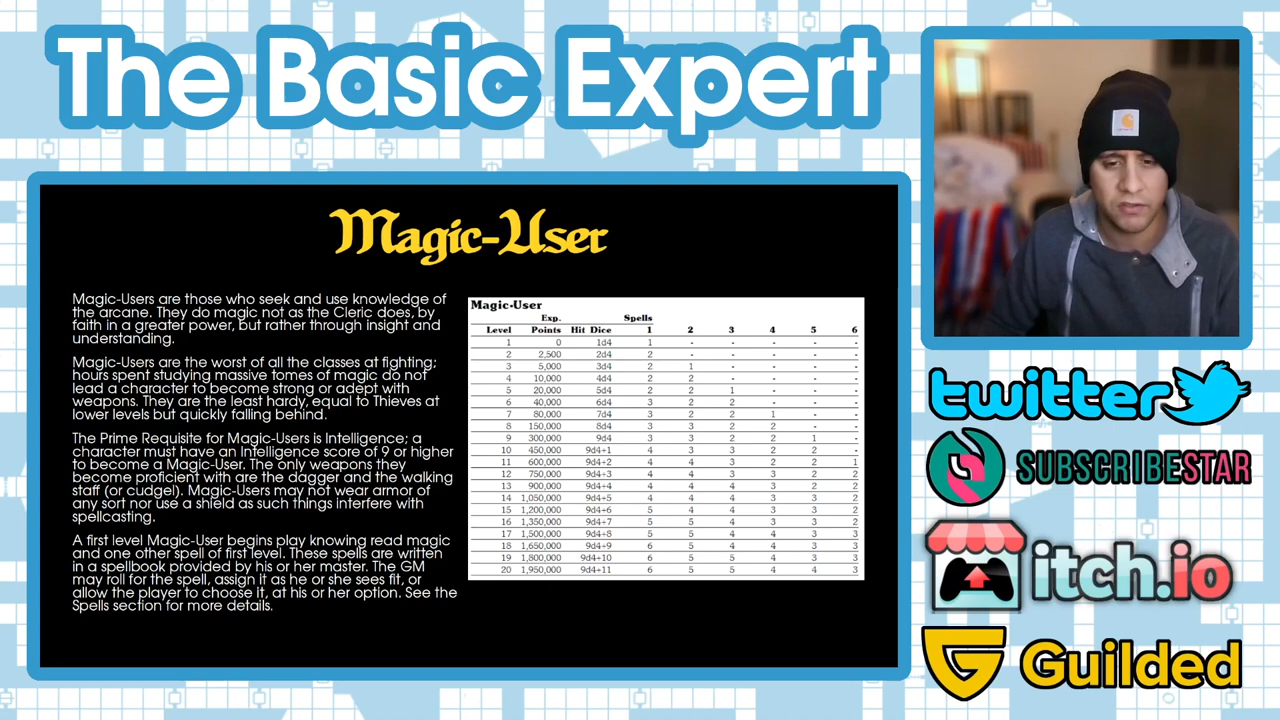 The Basic Expert
Magic-User
Magic-Users are those who seek and use knowledge of
the arcane. They do magic not as the Cleric does, by
faith in a greater power, but rather through insight and
understanding.
Magic-Users are the worst of all the classes at fighting;
hours spent studying massive tomes of magic do not
lead a character to become strong or adept with
weapons. They are the least hardy, equal to Thieves at
lower levels but quickly falling behind.
The Prime Requisite for Magic-Users is Intelligence; a
character must have an Intelligence score of 9 or higher
to become a Magic-User. The only weapons they
become proficient with are the dagger and the walking
staff (or cudgel). Magic-Users may not wear armor of
any sort nor use a shield as such things interfere with
spellcasting.
A first level Magic-User begins play knowing read magic
and one other spell of first level. These spells are written
in a spellbook provided by his or her master. The GM
may roll for the spell, assign it as he or she sees fit, or
allow the player to choose it, at his or her option. See the
Spells section for more details.
Magic-User
Exp. Spells
Level Points Hit Dice 1 2 3 4 5 6
1 0 1d4 1 - - - - -
2 2,500 2d4 2 - - - - -
3 5,000 3d4 2 1 - - - -
4 10,000 4d4 2 2 - - - -
5 20,000 5d4 2 2 1 - - -
6 40,000 6d4 3 2 2 - - -
7 80,000 7d4 3 2 2 1 - -
8 150,000 8d4 3 3 2 2 - -
9 300,000 9d4 3 3 2 2 1 -
10 450,000 9d4+1 4 3 3 2 2 -
11 600,000 9d4+2 4 4 3 2 2 1
12 750,000 9d4+3 4 4 3 3 2 2
13 900,000 9d4+4 4 4 4 3 2 2
14 1,050,000 9d4+5 4 4 4 3 3 2
15 1,200,000 9d4+6 5 4 4 3 3 2
16 1,350,000 9d4+7 5 5 4 3 3 2
17 1,500,000 9d4+8 5 5 4 4 3 3
18 1,650,000 9d4+9 6 5 4 4 3 3
19 1,800,000 9d4+10 6 5 5 4 3 3
20 1,950,000 9d4+11 6 5 5 4 4 3
twitter
SUBSCRIBESTAR
itch.io
Guilded